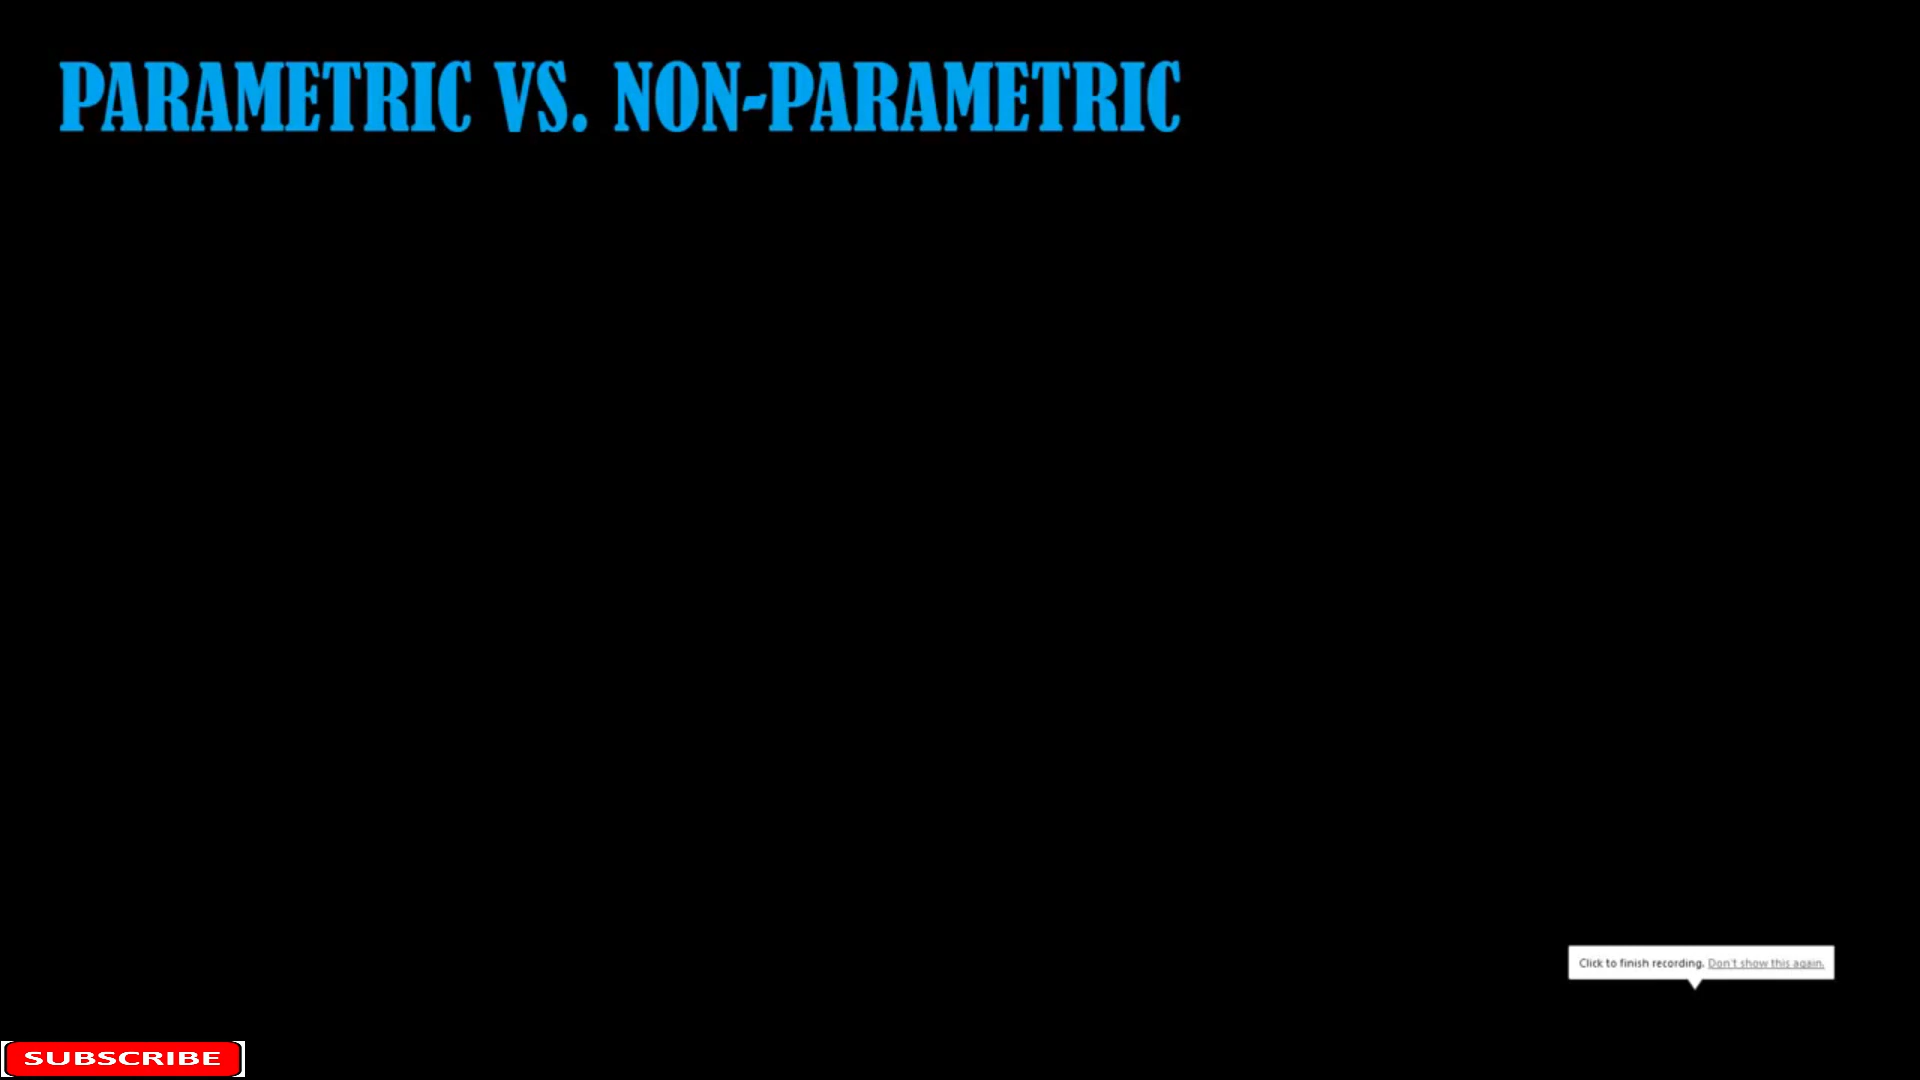 PARAMETRIC VS. NON-PARAMETRIC
Click to finish recording. Don't show this again.
SUBSCRIBE